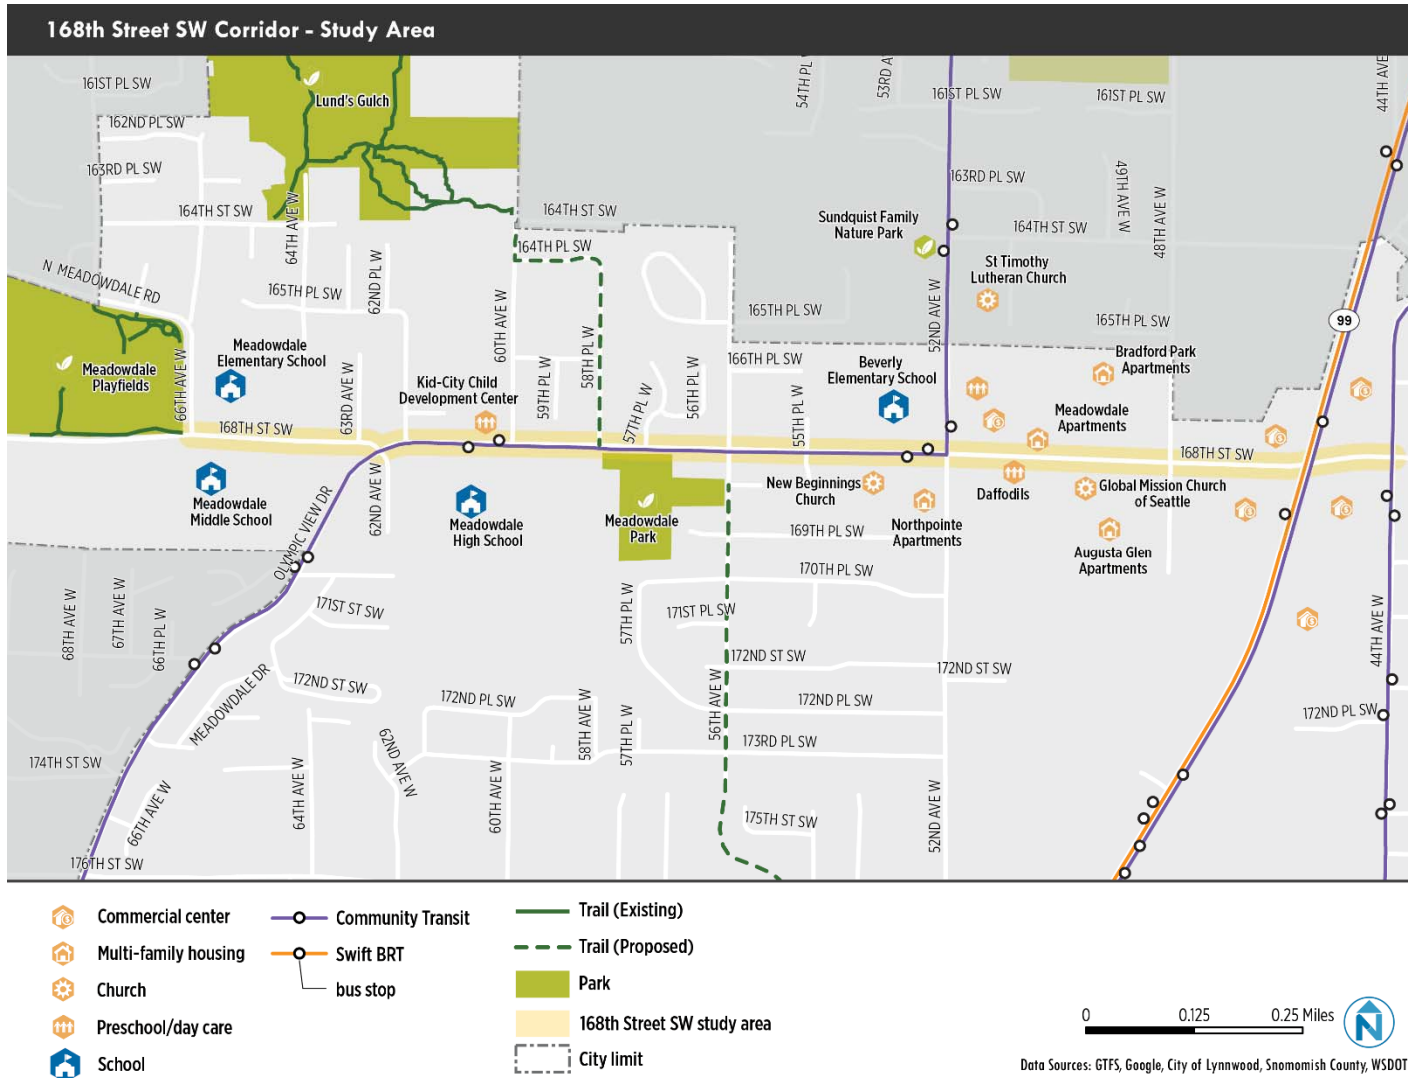 168th Street SW Corridor - Study Area
161ST PL SW
Lund's Gulch
54TH PL
53RD A
161ST PL SW
161ST PL SW
44TH AVE
162ND PL SW
163RD PL SW
163RD PL SW
49TH AVE W
48TH AVE W
164TH ST SW
64TH AVE W
164TH ST SW
Sundquist Family
Nature Park
164TH ST SW
164TH PL SW
62ND PL W
St Timothy
Lutheran Church
N MEADOWDALE RD
165TH PL SW
60TH AVE W
58TH PL W
165TH PL SW
52ND AVE W
165TH PL SW
99
Meadowdale
Elementary School
Meadowdale
Playfields
66TH AVE W
63RD AVE W
Kid-City Child
Development Center
59TH PL W
57TH PL W
56TH PL W
166TH PL SW
55TH PL W
Beverly
Elementary School
Bradford Park
Apartments
Meadowdale
Apartments
168TH ST SW
168TH ST SW
Meadowdale
Middle School
OLYMPIC VIEW DR
62ND AVE W
Meadowdale
High School
Meadowdale
Park
New Beginnings
Church
Northpointe
Apartments
Daffodils
Global Mission Church
of Seattle
169TH PL SW
Augusta Glen
Apartments
170TH PL SW
68TH AVE W
67TH AVE W
66TH PL W
171ST ST SW
57TH PL W
171ST PL SW
44TH AVE W
172ND ST SW
172ND ST SW
MEADOWDALE DR
172ND ST SW
172ND PL SW
58TH AVE W
57TH PL W
56TH AVE W
172ND PL SW
172ND PL SW
173RD PL SW
174TH ST SW
62ND AVE W
66TH AVE W
64TH AVE W
60TH AVE W
175TH ST SW
52ND AVE W
176TH ST SW
Commercial center
Multi-family housing
Church
Preschool/day care
School
Community Transit
Swift BRT
bus stop
Trail (Existing)
Trail (Proposed)
Park
168th Street SW study area
City limit
0 0.125 0.25 Miles
N
Data Sources: GTFS, Google, City of Lynnwood, Snomomish County, WSDOT